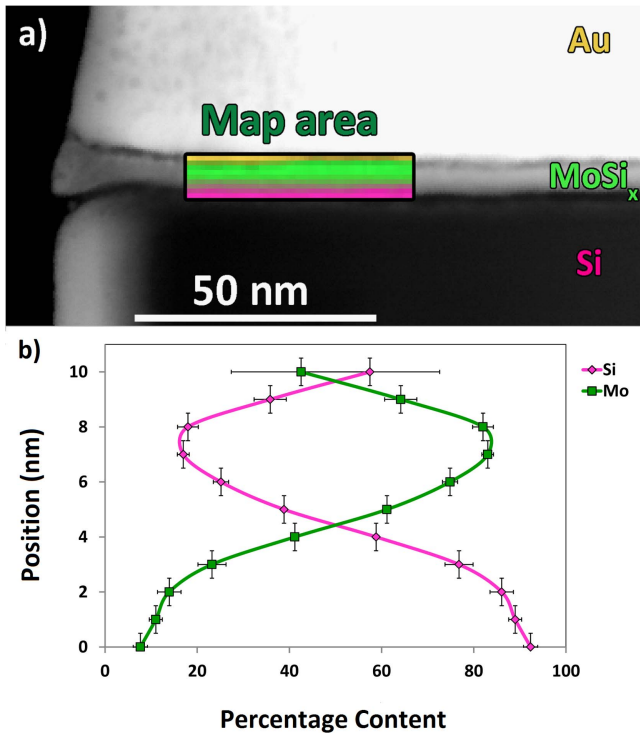 a)
Au
Map area
MoSiₓ
Si
50 nm
b)
Si
Mo
10
8
6
4
2
0
Position (nm)
0 20 40 60 80 100
Percentage Content